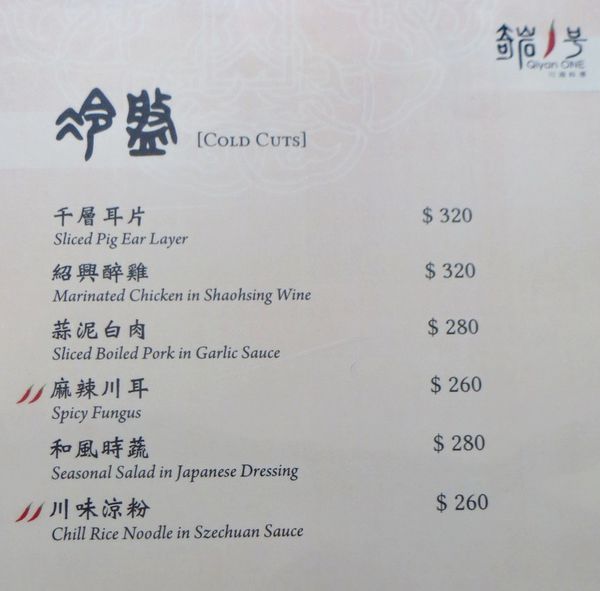 奇岩1号
Qiyan ONE
冷盤
[COLD CUTS]
千層耳片 $ 320
Sliced Pig Ear Layer
紹興醉雞 $ 320
Marinated Chicken in Shaohsing Wine
蒜泥白肉 $ 280
Sliced Boiled Pork in Garlic Sauce
麻辣川耳 $ 260
Spicy Fungus
和風時蔬 $ 280
Seasonal Salad in Japanese Dressing
川味涼粉 $ 260
Chill Rice Noodle in Szechuan Sauce